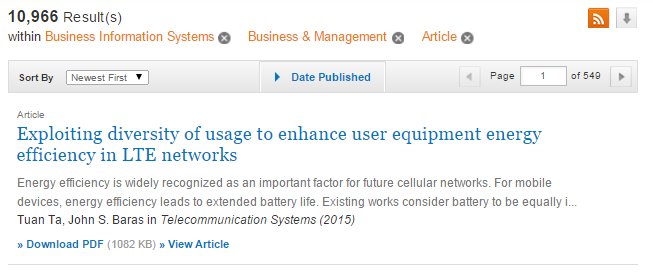 10,966 Result(s)
within Business Information Systems Business & Management Article
Sort By Newest First Date Published Page 1 of 549
Article
Exploiting diversity of usage to enhance user equipment energy
efficiency in LTE networks
Energy efficiency is widely recognized as an important factor for future cellular networks. For mobile
devices, energy efficiency leads to extended battery life. Existing works consider battery to be equally i...
Tuan Ta, John S. Baras in Telecommunication Systems (2015)
» Download PDF (1082 KB) » View Article